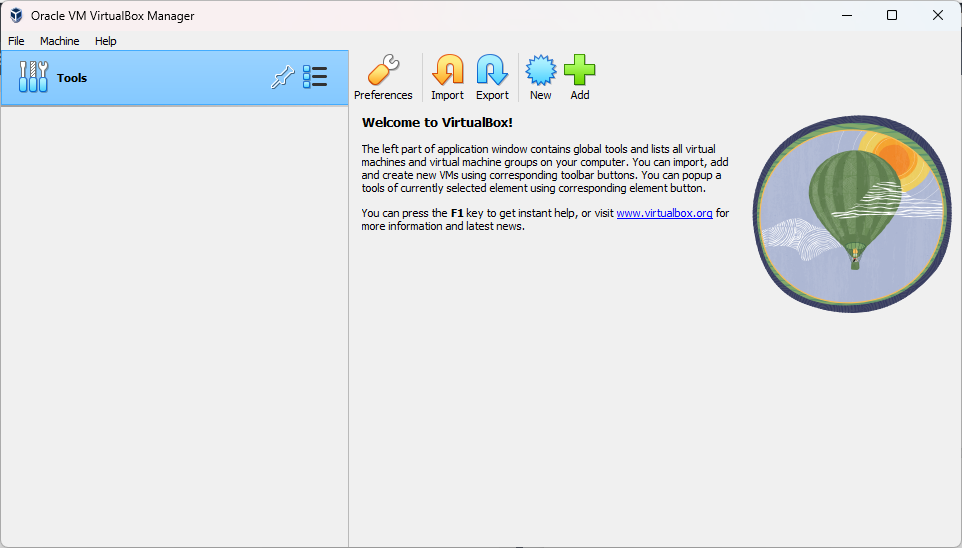 Oracle VM VirtualBox Manager
File Machine Help
Tools
Preferences Import Export New Add
Welcome to VirtualBox!
The left part of application window contains global tools and lists all virtual
machines and virtual machine groups on your computer. You can import, add
and create new VMs using corresponding toolbar buttons. You can popup a
tools of currently selected element using corresponding element button.
You can press the F1 key to get instant help, or visit www.virtualbox.org for
more information and latest news.